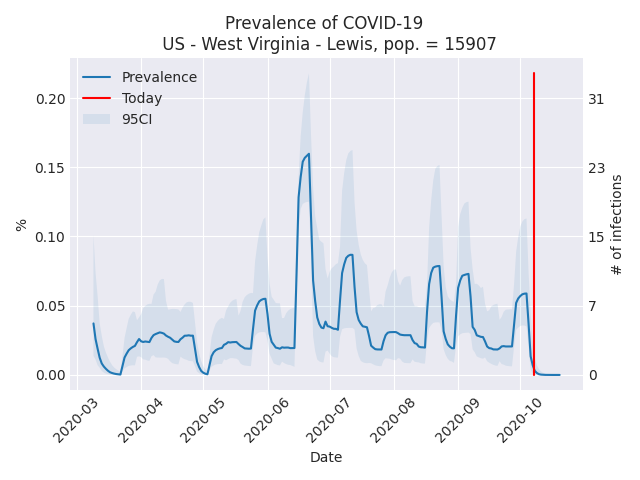 Prevalence of COVID-19
US - West Virginia - Lewis, pop. = 15907
Prevalence
Today
95CI
0.20
0.15
0.10
0.05
0.00
%
31
23
15
7
0
# of infections
2020-03
2020-04
2020-05
2020-06
2020-07
2020-08
2020-09
2020-10
Date